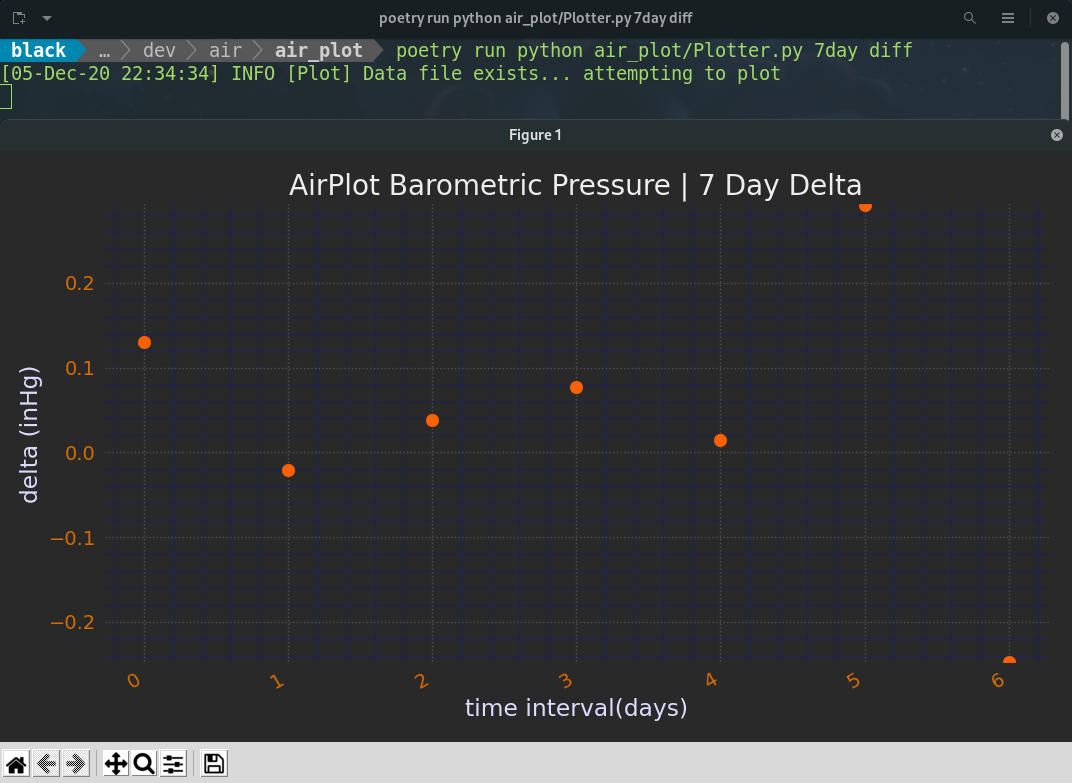 poetry run python air_plot/Plotter.py 7day diff
black … dev air air_plot poetry run python air_plot/Plotter.py 7day diff
[05-Dec-20 22:34:34] INFO [Plot] Data file exists... attempting to plot
Figure 1
AirPlot Barometric Pressure | 7 Day Delta
delta (inHg)
0.2
0.1
0.0
−0.1
−0.2
0 1 2 3 4 5 6
time interval(days)